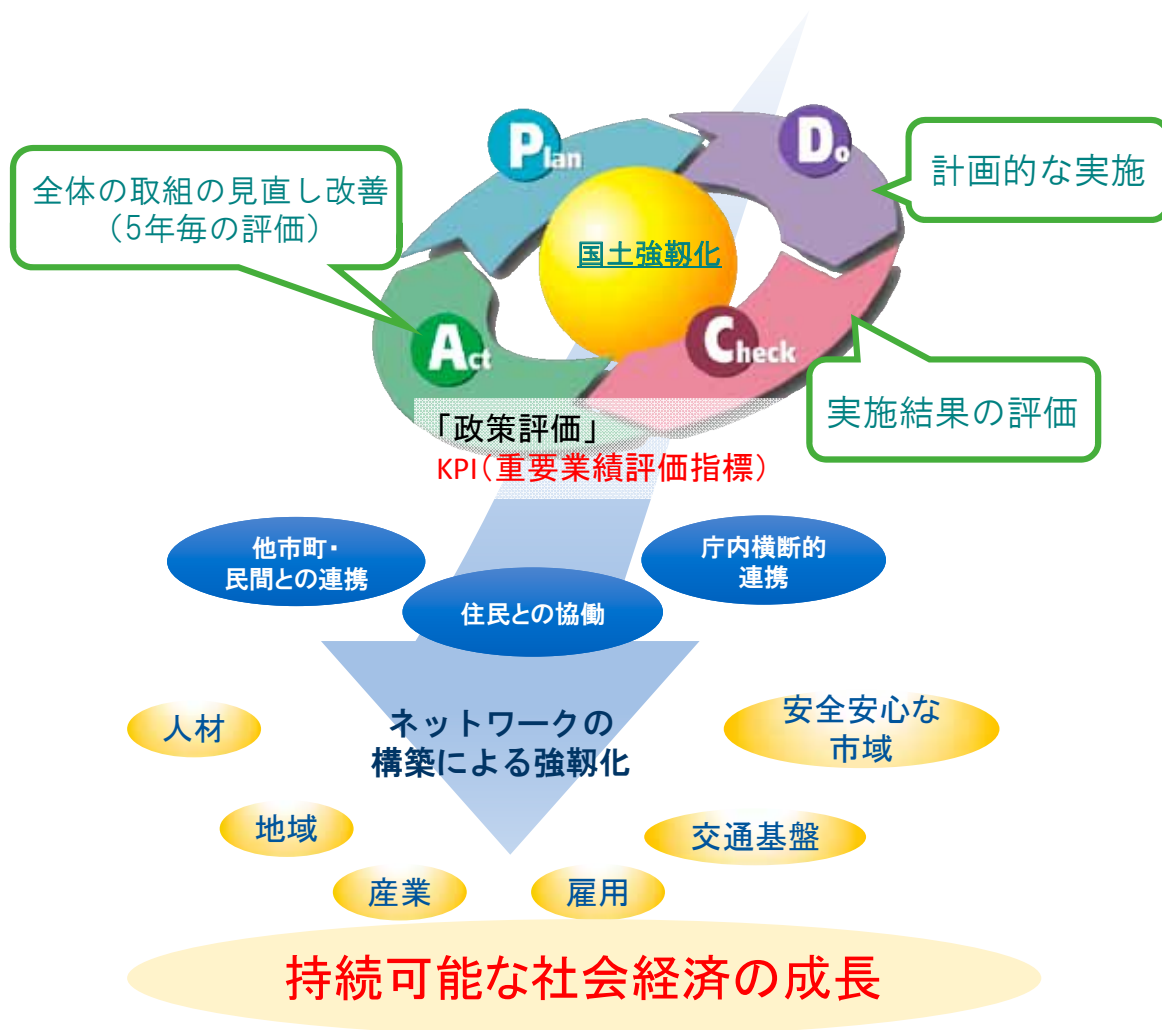 Plan
Do
全体の取組の見直し改善
（5年毎の評価）
計画的な実施
国土強靱化
Act
Check
実施結果の評価
「政策評価」
KPI（重要業績評価指標）
他市町・
民間との連携
庁内横断的
連携
住民との協働
人材
ネットワークの
構築による強靱化
安全安心な
市域
地域
交通基盤
産業
雇用
持続可能な社会経済の成長